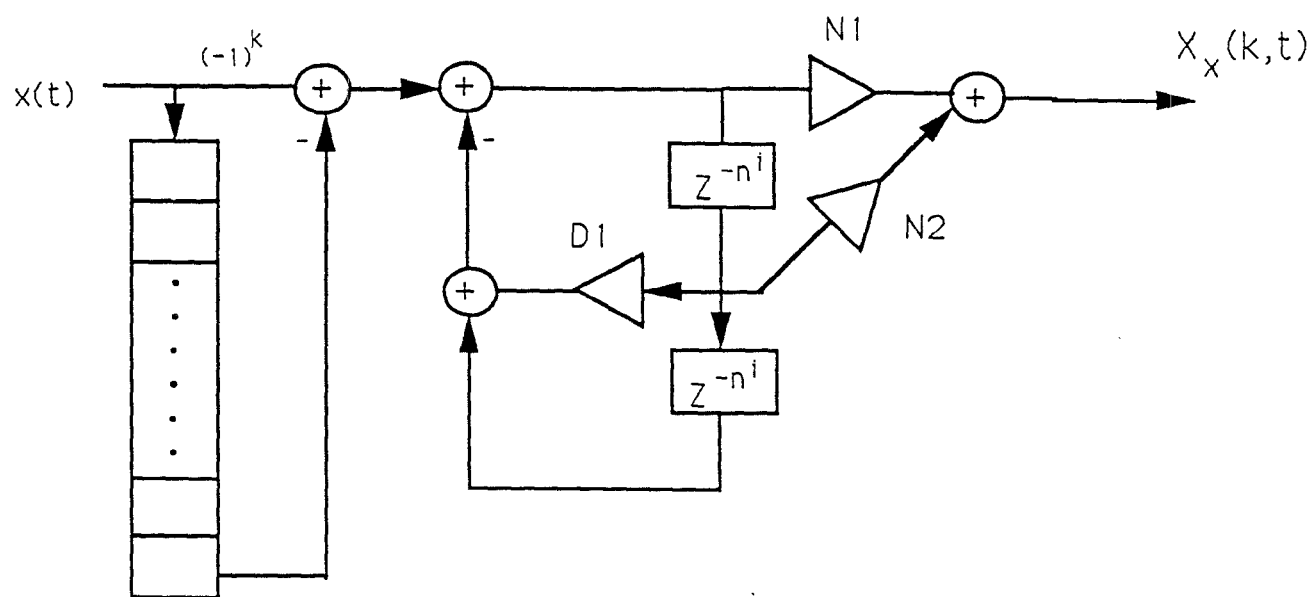 N1
(-1)^k
X_x(k,t)
x(t)
+
+
+
-
-
Z^-n^i
N2
D1
+
Z^-n^i